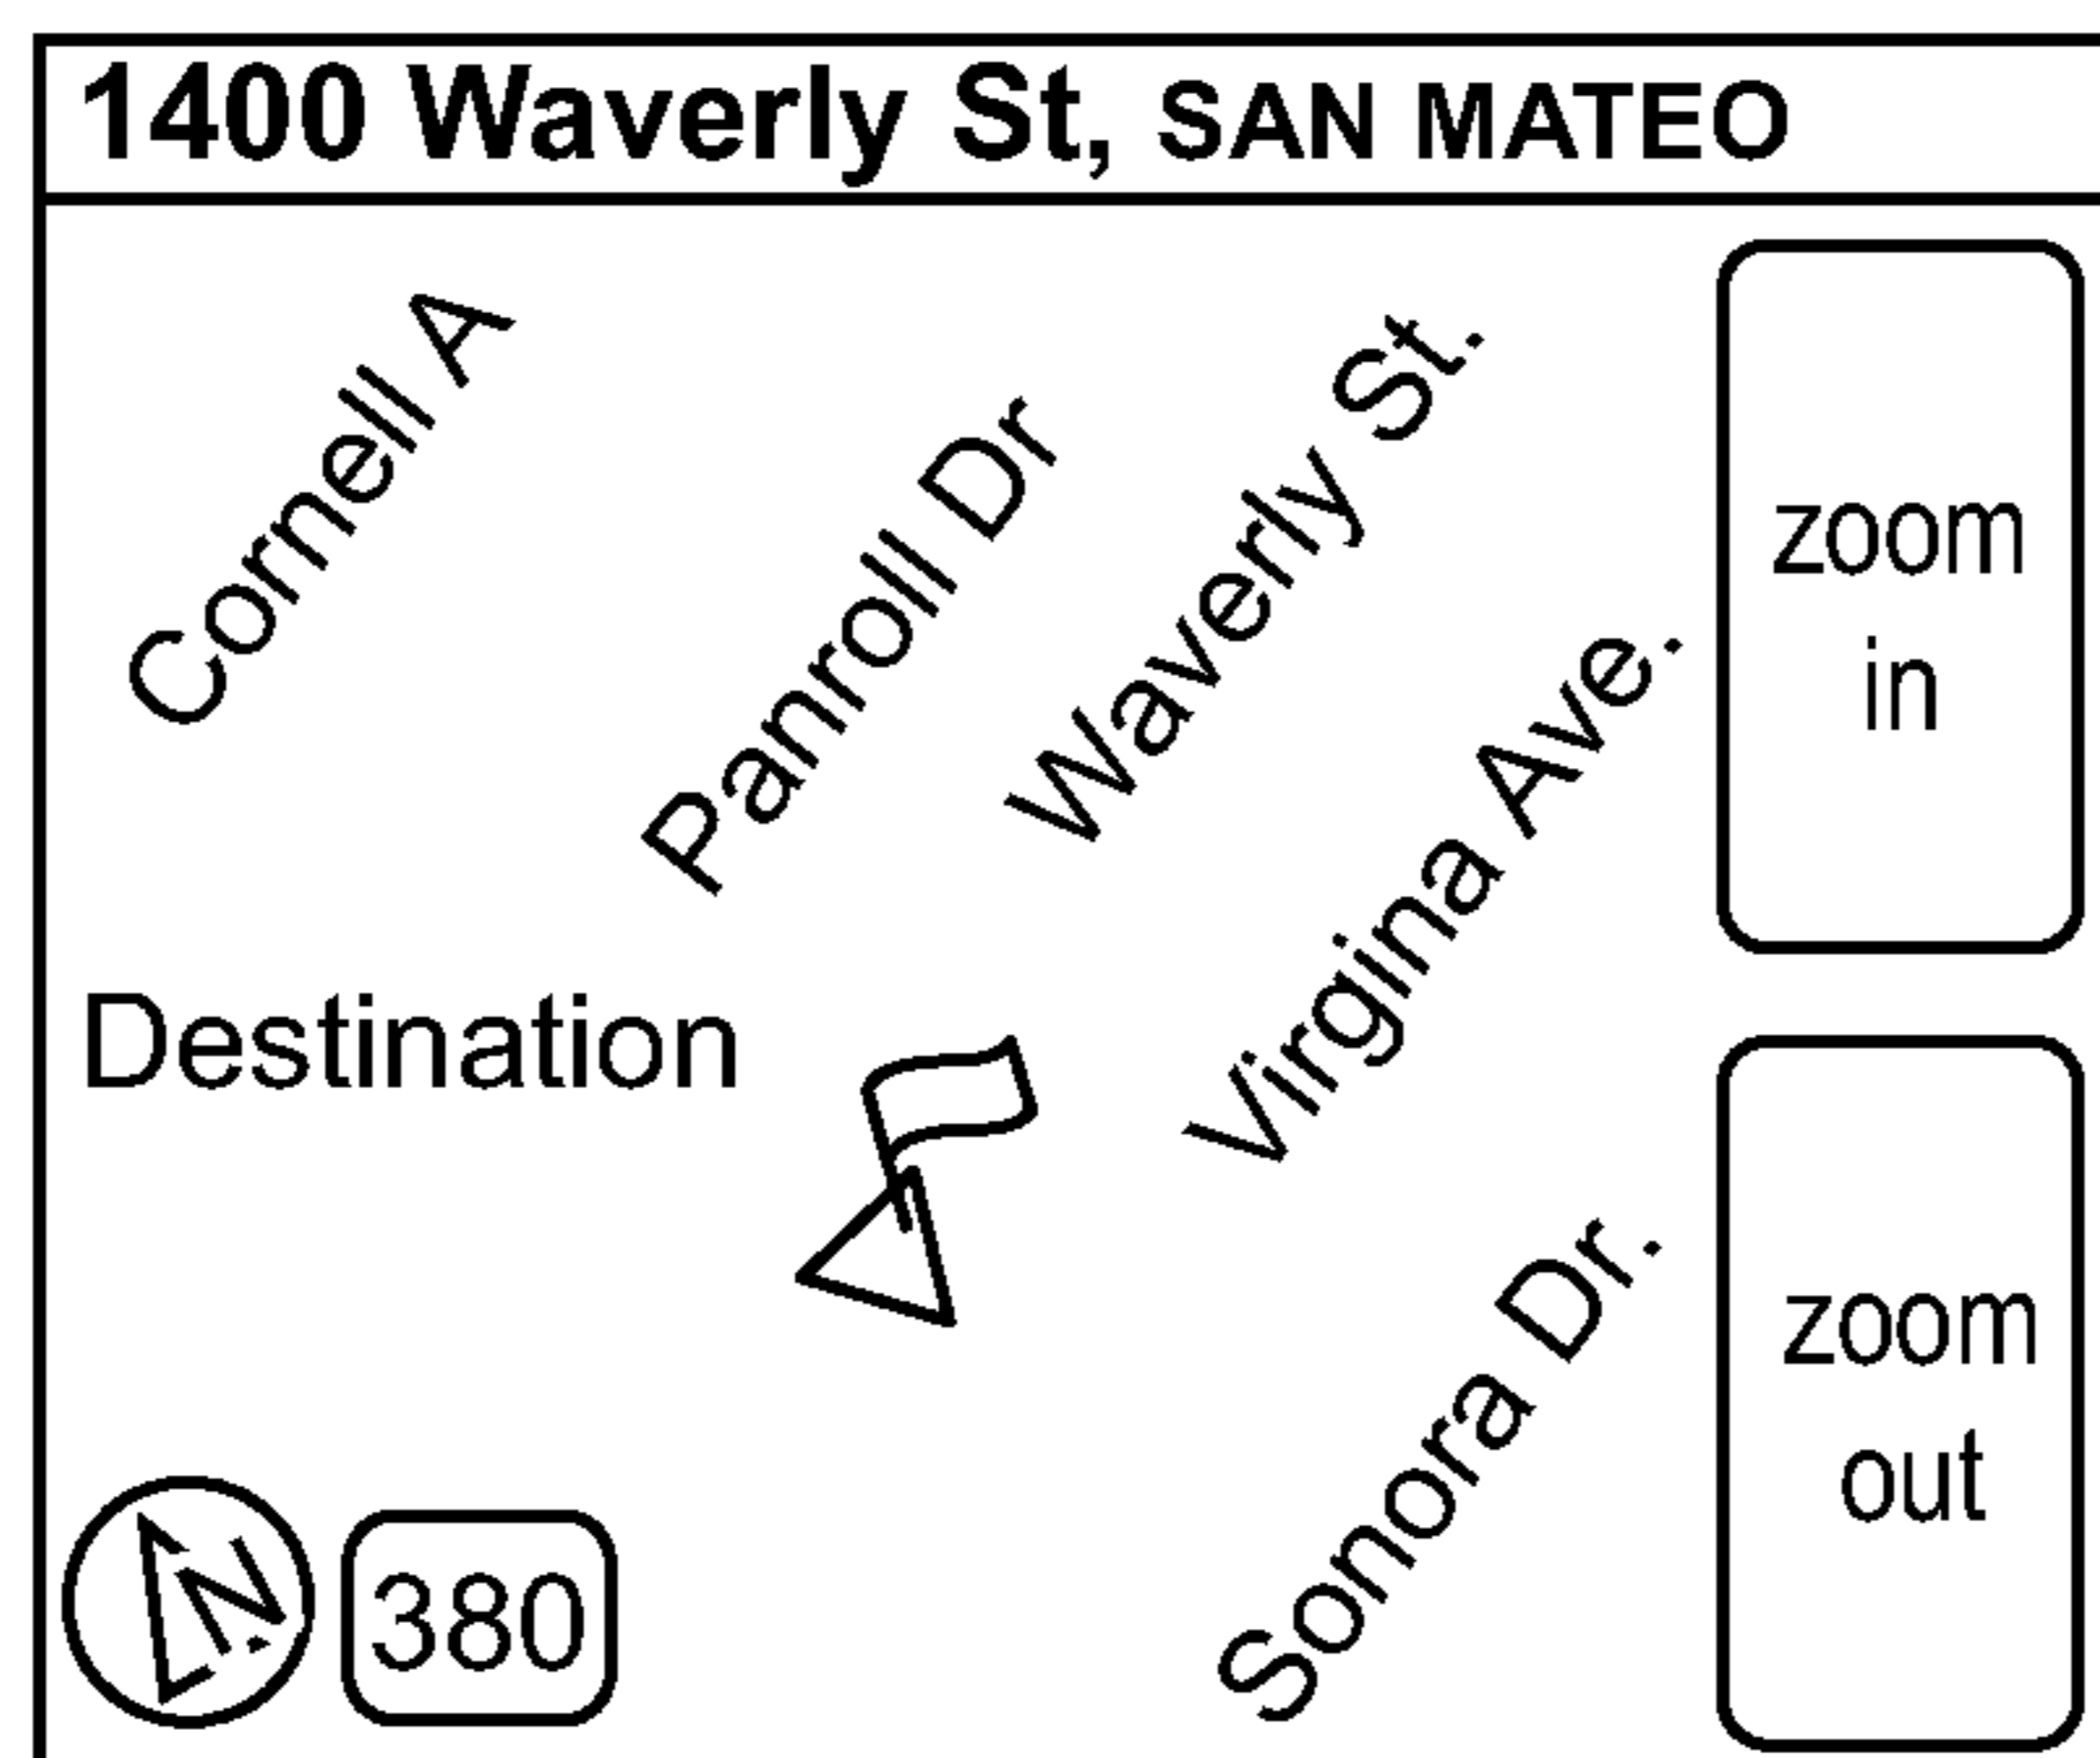 1400 Waverly St, SAN MATEO
Cornell A
Panroll Dr
Waverly St.
Virgina Ave.
zoom
in
Destination
Sonora Dr.
zoom
out
N
380